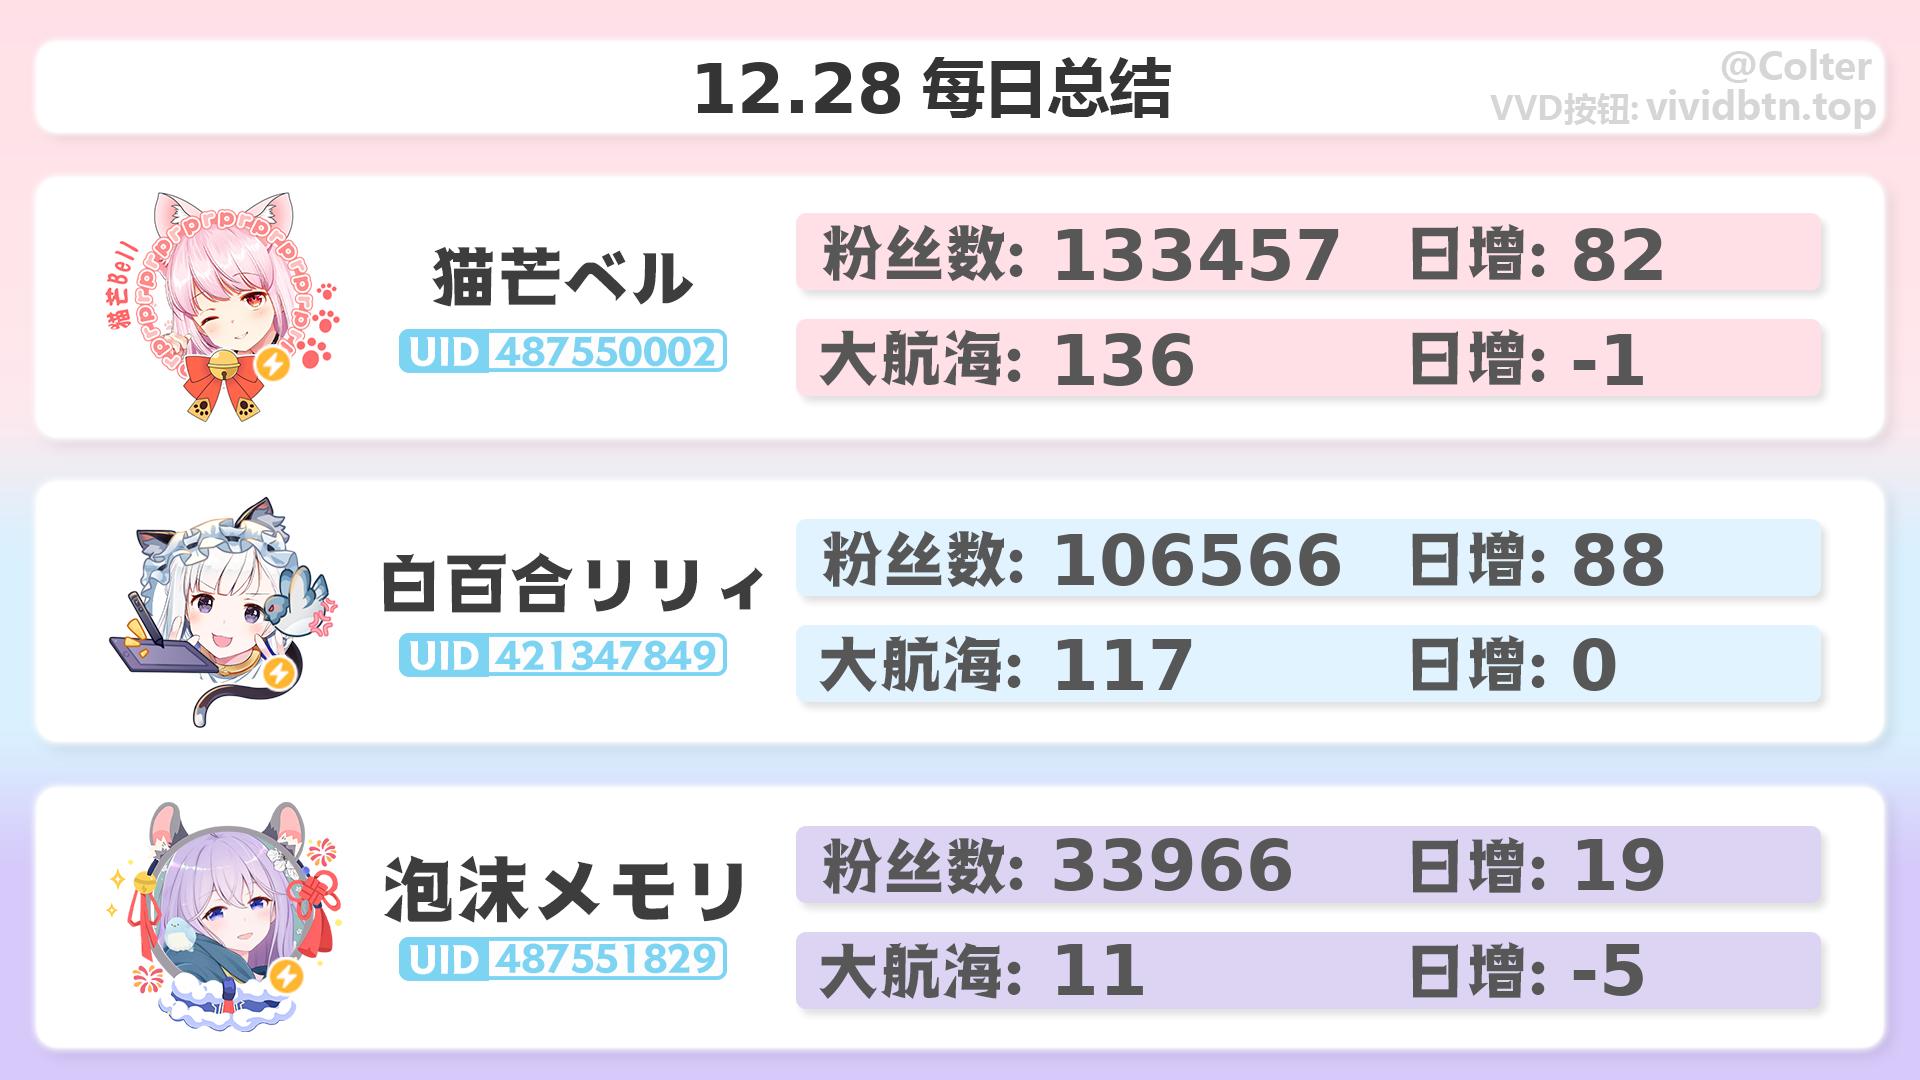 12.28 每日总结
@Colter
VVD按钮: vividbtn.top
猫芒Bell
prprprprprprprpr
猫芒ベル
UID 487550002
粉丝数: 133457 日增: 82
大航海: 136 日增: -1
白百合リリィ
UID 421347849
粉丝数: 106566 日增: 88
大航海: 117 日增: 0
泡沫メモリ
UID 487551829
粉丝数: 33966 日增: 19
大航海: 11 日增: -5